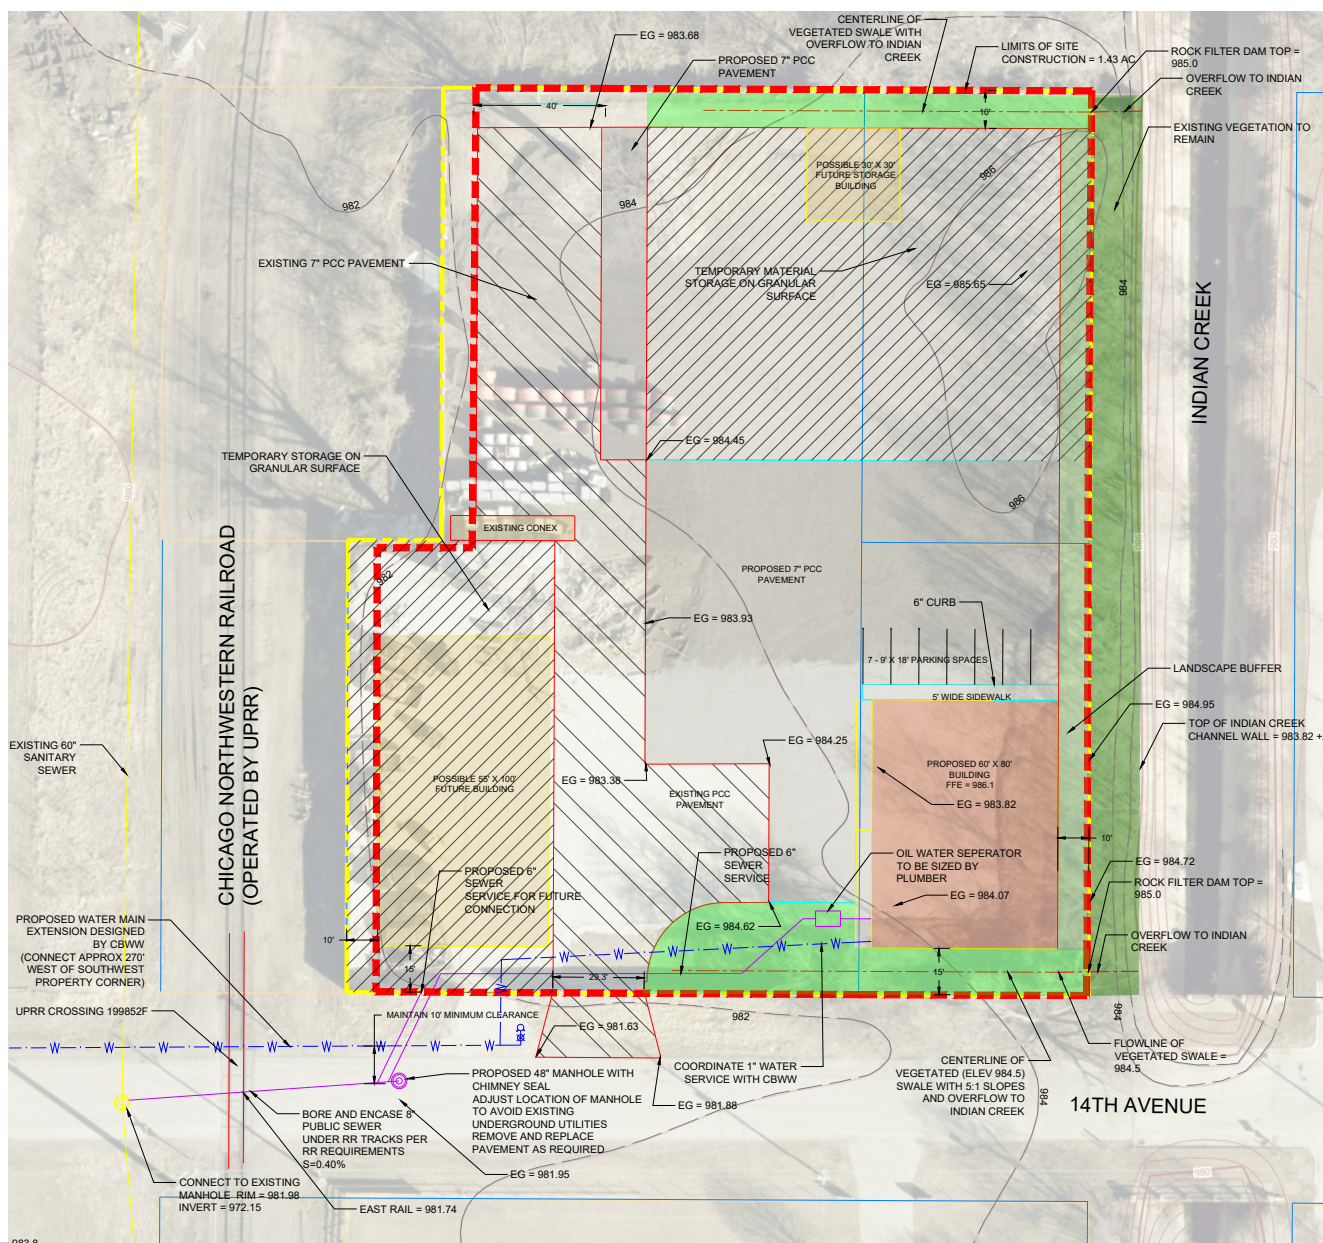 CENTERLINE OF
VEGETATED SWALE WITH
OVERFLOW TO INDIAN
CREEK
EG = 983.68
PROPOSED 7" PCC
PAVEMENT
LIMITS OF SITE
CONSTRUCTION = 1.43 AC
ROCK FILTER DAM TOP =
985.0
OVERFLOW TO INDIAN
CREEK
EXISTING VEGETATION TO
REMAIN
40'
10'
POSSIBLE 30' X 30'
FUTURE STORAGE
BUILDING
986
982
984
EXISTING 7" PCC PAVEMENT
TEMPORARY MATERIAL
STORAGE ON GRANULAR
SURFACE
EG = 985.65
984
INDIAN CREEK
EG = 984.45
TEMPORARY STORAGE ON
GRANULAR SURFACE
986
EXISTING CONEX
980
980
982
CHICAGO NORTHWESTERN RAILROAD
(OPERATED BY UPRR)
PROPOSED 7" PCC
PAVEMENT
6" CURB
EG = 983.93
7 - 9' X 18' PARKING SPACES
5' WIDE SIDEWALK
LANDSCAPE BUFFER
EG = 984.95
TOP OF INDIAN CREEK
CHANNEL WALL = 983.82 +
EXISTING 60"
SANITARY
SEWER
EG = 984.25
POSSIBLE 55' X 100'
FUTURE BUILDING
EG = 983.38
EXISTING PCC
PAVEMENT
PROPOSED 60' X 80'
BUILDING
FFE = 986.1
EG = 983.82
10'
PROPOSED 6"
SEWER
SERVICE
OIL WATER SEPERATOR
TO BE SIZED BY
PLUMBER
EG = 984.72
PROPOSED 6"
SEWER
SERVICE FOR FUTURE
CONNECTION
EG = 984.07
ROCK FILTER DAM TOP =
985.0
PROPOSED WATER MAIN
EXTENSION DESIGNED
BY CBWW
(CONNECT APPROX 270'
WEST OF SOUTHWEST
PROPERTY CORNER)
EG = 984.62
OVERFLOW TO INDIAN
CREEK
10'
W W W W W
15'
29.3'
15'
W
UPRR CROSSING 199852F
MAINTAIN 10' MINIMUM CLEARANCE
982
984
EG = 981.63
W W W W W W W
FLOWLINE OF
VEGETATED SWALE =
984.5
COORDINATE 1" WATER
SERVICE WITH CBWW
CENTERLINE OF
VEGETATED (ELEV 984.5)
SWALE WITH 5:1 SLOPES
AND OVERFLOW TO
INDIAN CREEK
984
PROPOSED 48" MANHOLE WITH
CHIMNEY SEAL
ADJUST LOCATION OF MANHOLE
TO AVOID EXISTING
UNDERGROUND UTILITIES
REMOVE AND REPLACE
PAVEMENT AS REQUIRED
EG = 981.88
14TH AVENUE
BORE AND ENCASE 8"
PUBLIC SEWER
UNDER RR TRACKS PER
RR REQUIREMENTS
S=0.40%
EG = 981.95
980
CONNECT TO EXISTING
MANHOLE RIM = 981.98
INVERT = 972.15
EAST RAIL = 981.74